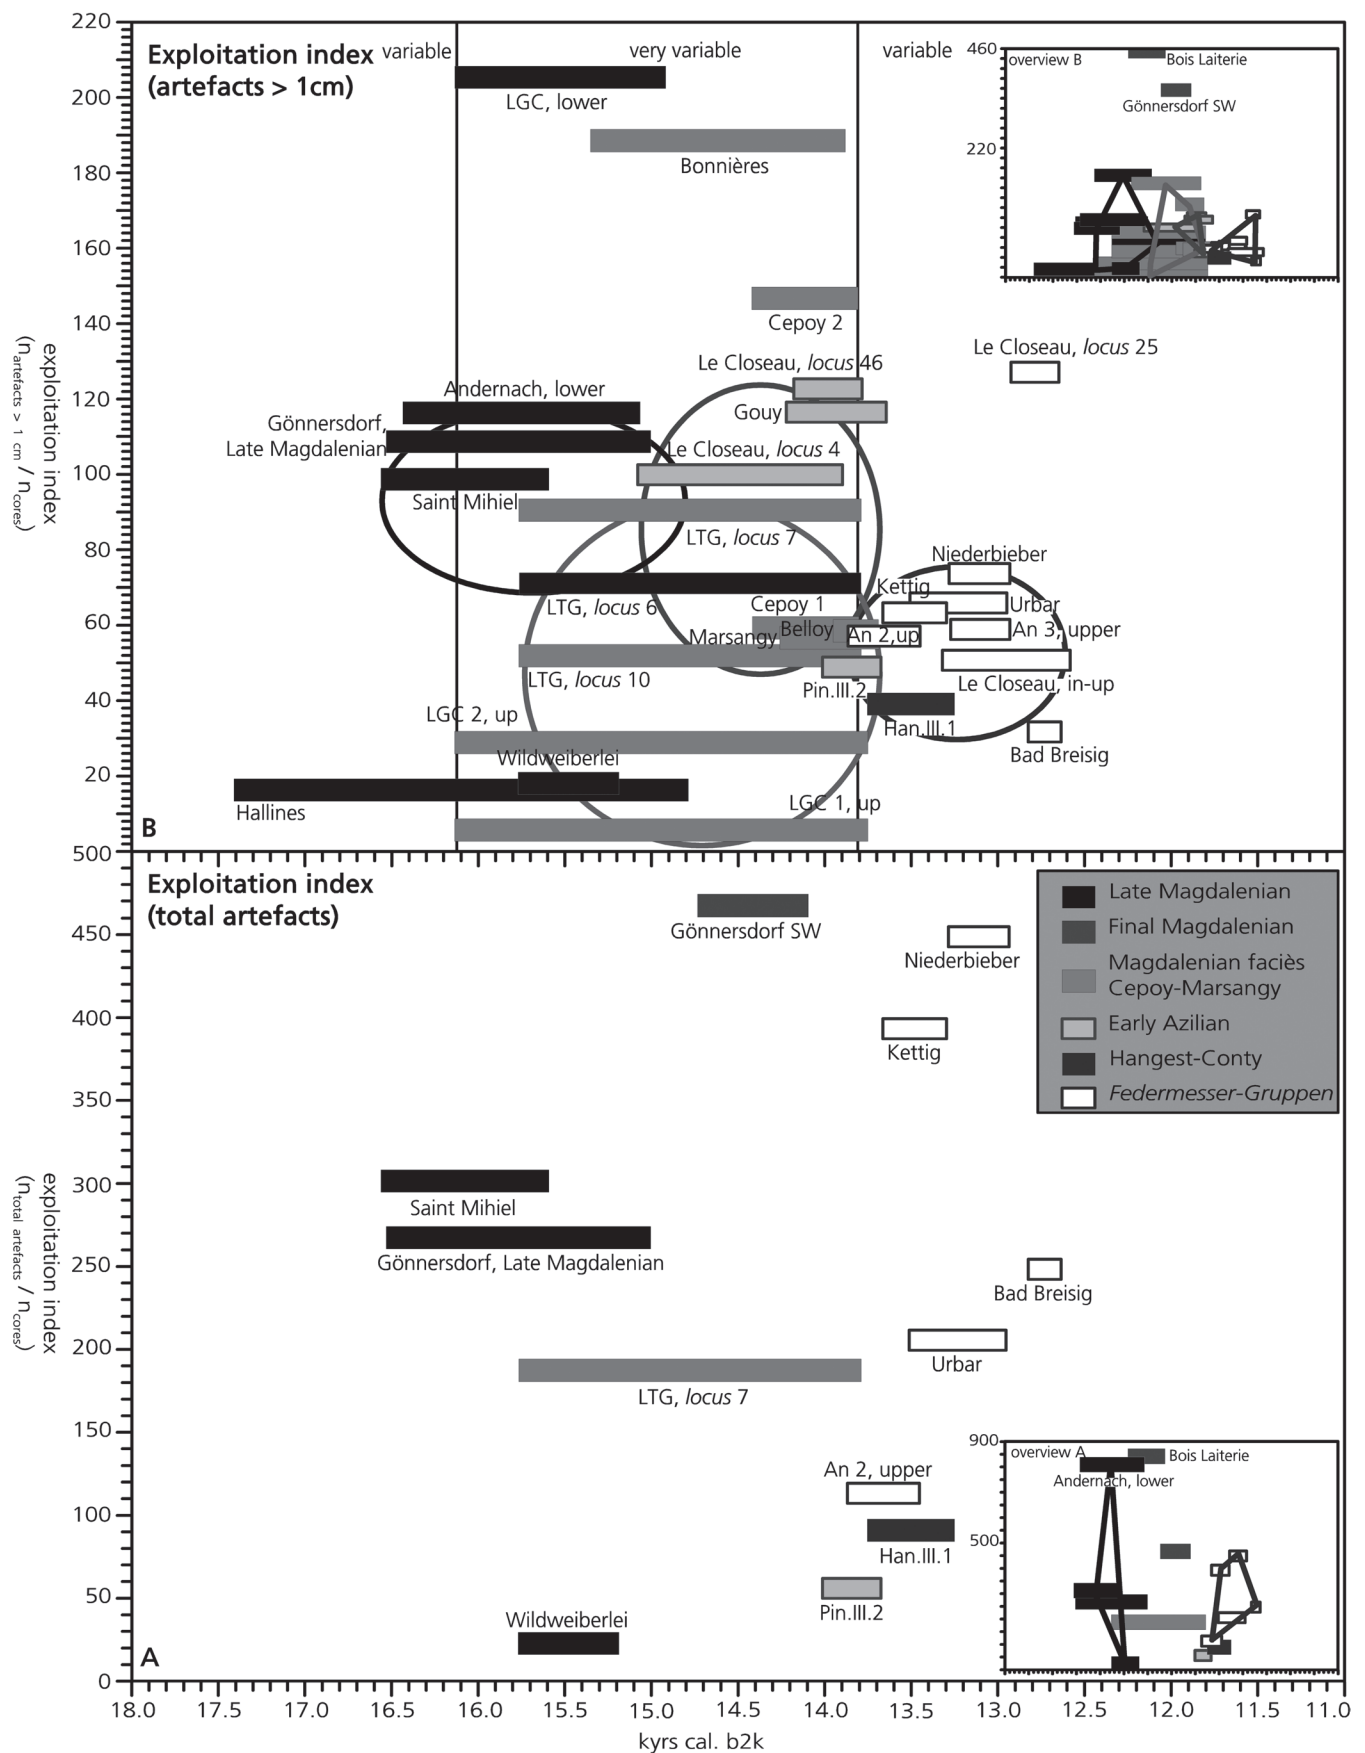 220
200
180
160
140
120
100
80
60
40
20
exploitation index
(n artefacts > 1 cm / n cores)
Exploitation index
(artefacts > 1cm)
variable
very variable
variable
LGC, lower
Bonnières
Cepoy 2
Le Closeau, locus 46
Andernach, lower
Gouy
Gönnersdorf,
Late Magdalenian
Le Closeau, locus 4
Saint Mihiel
LTG, locus 7
LTG, locus 6
Cepoy 1
Belloy
Marsangy
LTG, locus 10
Pin.III.2
LGC 2, up
Wildweiberlei
LGC 1, up
Hallines
Le Closeau, locus 25
Niederbieber
Kettig
Urbar
An 2,up
An 3, upper
Le Closeau, in-up
Han.III.1
Bad Breisig
B
460
220
overview B
Bois Laiterie
Gönnersdorf SW
500
450
400
350
300
250
200
150
100
50
0
exploitation index
(n total artefacts / n cores)
Exploitation index
(total artefacts)
Gönnersdorf SW
Niederbieber
Kettig
Saint Mihiel
Gönnersdorf, Late Magdalenian
Bad Breisig
Urbar
LTG, locus 7
An 2, upper
Han.III.1
Pin.III.2
Wildweiberlei
A
Late Magdalenian
Final Magdalenian
Magdalenian faciès
Cepoy-Marsangy
Early Azilian
Hangest-Conty
Federmesser-Gruppen
900
500
overview A
Bois Laiterie
Andernach, lower
18.0 17.5 17.0 16.5 16.0 15.5 15.0 14.5 14.0 13.5 13.0 12.5 12.0 11.5 11.0
kyrs cal. b2k